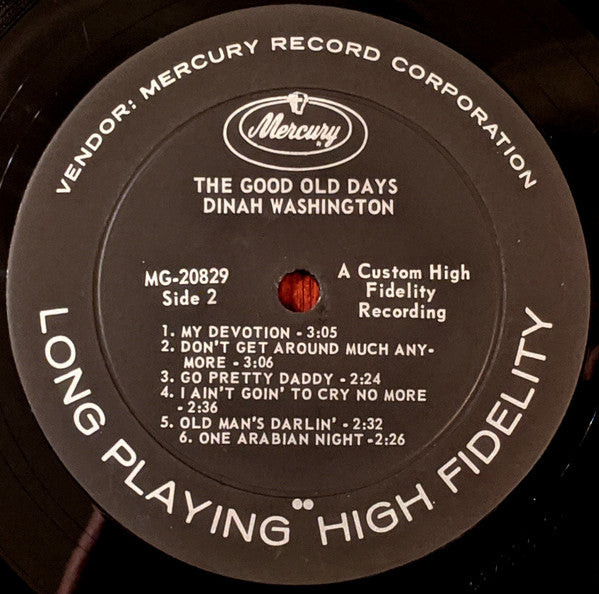 VENDOR: MERCURY RECORD CORPORATION
Mercury
THE GOOD OLD DAYS
DINAH WASHINGTON
MG-20829
Side 2
A Custom High
Fidelity
Recording
1. MY DEVOTION - 3:05
2. DON'T GET AROUND MUCH ANY-
MORE - 3:06
3. GO PRETTY DADDY - 2:24
4. I AIN'T GOIN' TO CRY NO MORE
- 2:36
5. OLD MAN'S DARLIN' - 2:32
6. ONE ARABIAN NIGHT - 2:26
LONG PLAYING HIGH FIDELITY